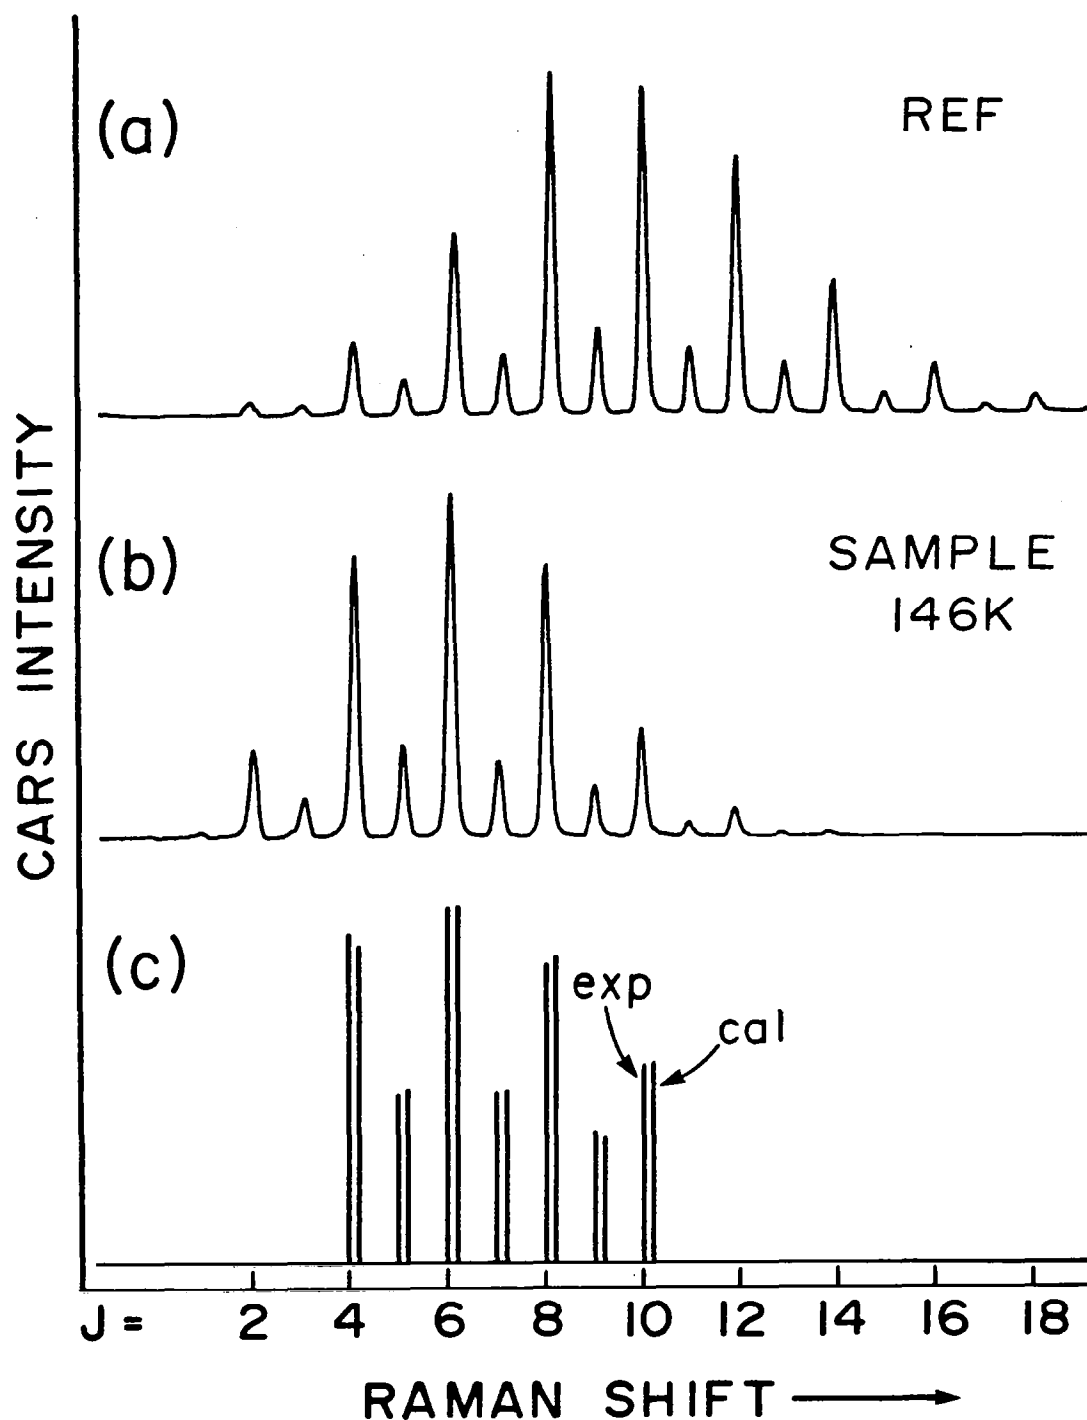 (a)
REF
(b)
SAMPLE
146K
CARS INTENSITY
(c)
exp
cal
J = 2 4 6 8 10 12 14 16 18
RAMAN SHIFT